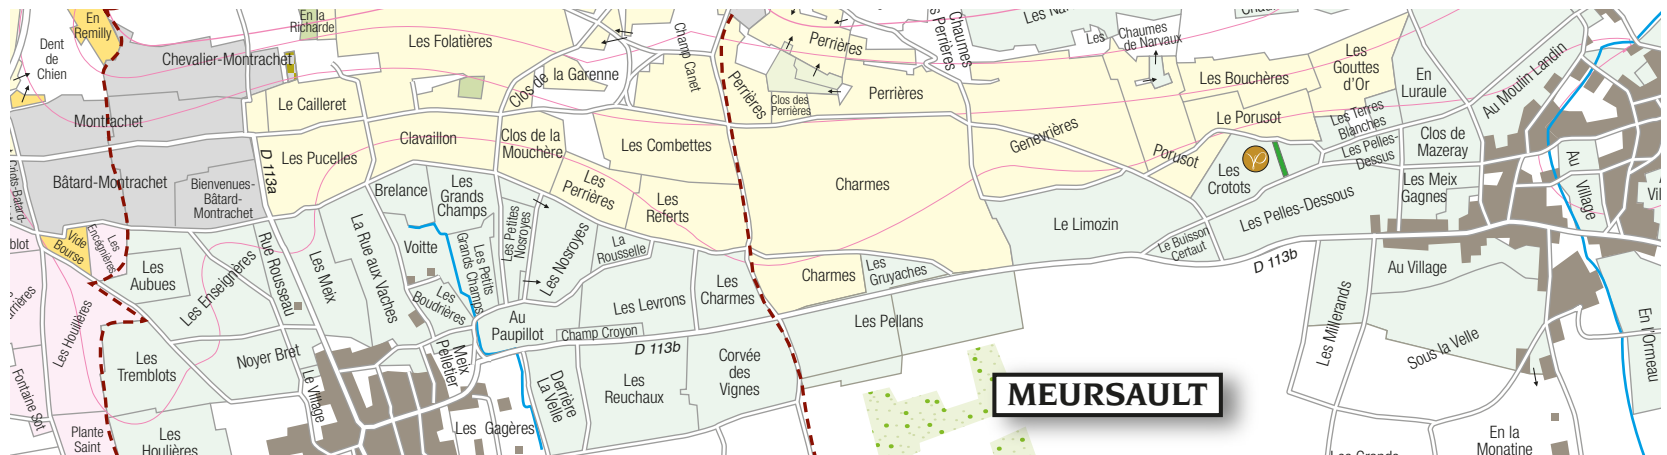 En
Remilly
Dent
de
Chien
En la
Richarde
Chevalier-Montrachet
Les Folatières
Clos de la Garenne
Champ Canet
Perrières
Perrières
Clos des
Perrières
Perrières
Chaumes
Perrières
Les
Chaumes
de Narvaux
Les Bouchères
Les
Gouttes
d'Or
En
Luraule
Au Moulin Landin
Montrachet
Le Cailleret
Clavaillon
Clos de la
Mouchère
Les Combettes
Genevrières
Le Porusot
Les Terres
Blanches
Clos de
Mazeray
Les Pelles-
Dessus
Porusot
Bâtard-Montrachet
Bienvenues-
Bâtard-
Montrachet
D 113a
Les Pucelles
Brelance
Les
Grands
Champs
Les
Perrières
Les
Referts
Charmes
Les
Crotots
Les Meix
Gagnes
Au
Village
Le Limozin
Les Pelles-Dessous
Le Buisson
Certaut
D 113b
Vide
Bourse
Les
Encégnières
Les
Aubues
Les Enseignères
Rue Rousseau
Les Meix
La Rue aux Vaches
Voitte
Les Petits
Grands Champs
Les Petites
Nosroyes
Les Nosroyes
La
Rousselle
Les
Boudrières
Au
Paupillot
Les Levrons
Les
Charmes
Charmes
Les
Gruyaches
Les Pellans
Au Village
Les Millerands
Sous la Velle
En l'Ormeau
Les Houlières
Les
Tremblots
Noyer Bret
Le Village
Meix
Pelletier
Champ Croyon
D 113b
Derrière
La Velle
Les
Reuchaux
Corvée
des
Vignes
MEURSAULT
Fontaine Sot
Plante
Saint
Les
Houlières
Les Gagères
En la
Monatine